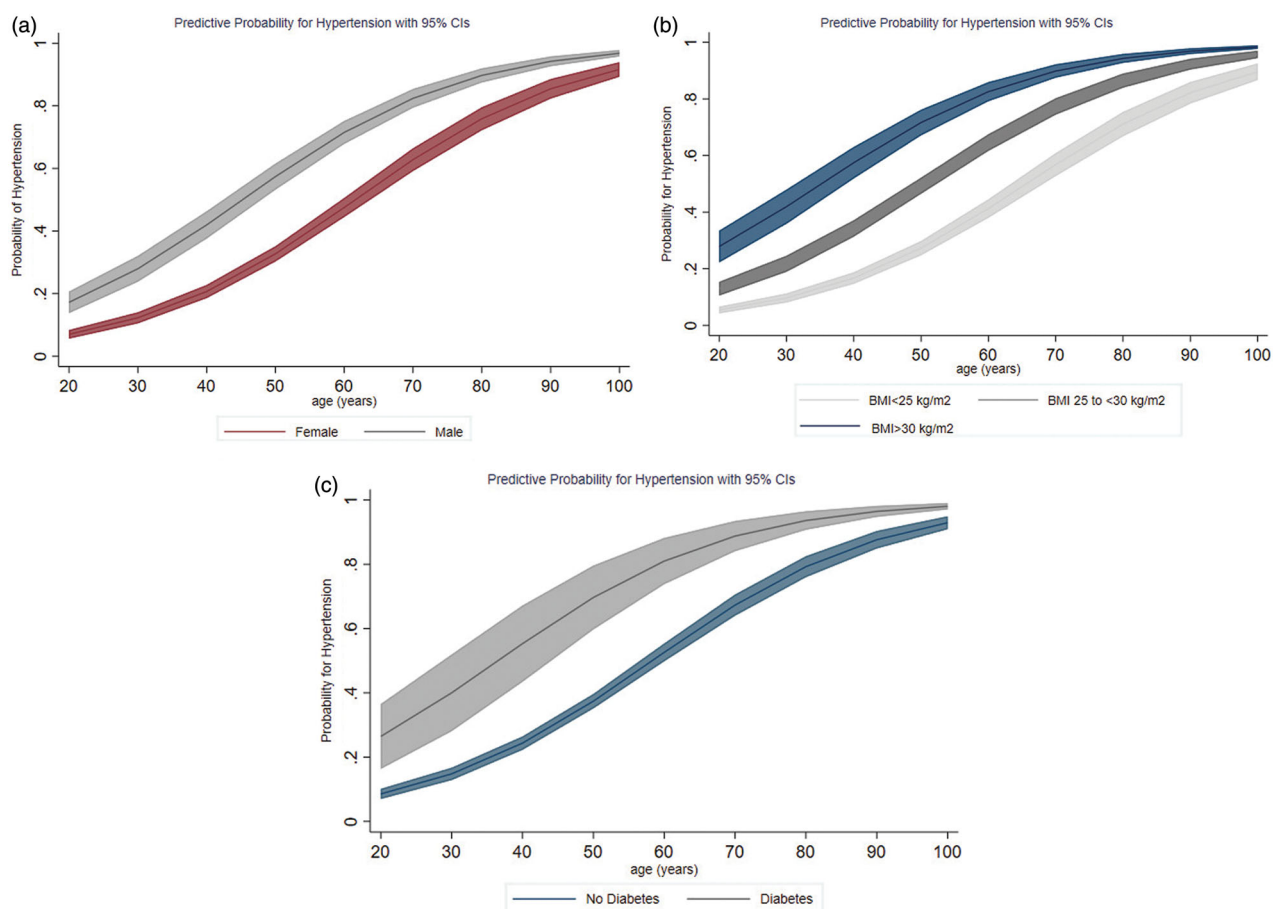 (a)
Predictive Probability for Hypertension with 95% CIs
Probability of Hypertension
1
.8
.6
.4
.2
0
20 30 40 50 60 70 80 90 100
age (years)
Female Male
(b)
Predictive Probability for Hypertension with 95% CIs
Probability for Hypertension
1
.8
.6
.4
.2
0
20 30 40 50 60 70 80 90 100
age (years)
BMI<25 kg/m2 BMI 25 to <30 kg/m2
BMI>30 kg/m2
(c)
Predictive Probability for Hypertension with 95% CIs
Probability for Hypertension
1
.8
.6
.4
.2
0
20 30 40 50 60 70 80 90 100
age (years)
No Diabetes Diabetes